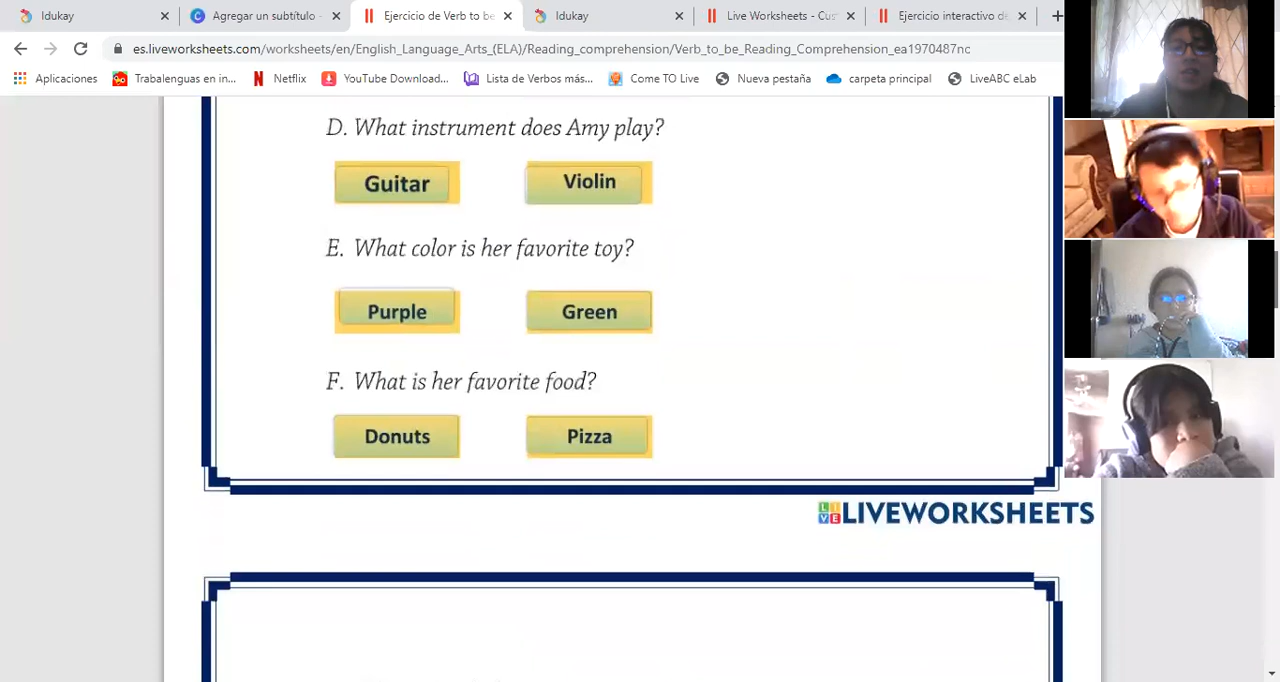 Idukay
Agregar un subtítulo -
Ejercicio de Verb to be
Idukay
Live Worksheets - Cus
Ejercicio interactivo de
es.liveworksheets.com/worksheets/en/English_Language_Arts_(ELA)/Reading_comprehension/Verb_to_be_Reading_Comprehension_ea1970487nc
Aplicaciones
Trabalenguas en in...
Netflix
YouTube Download...
Lista de Verbos más...
Come TO Live
Nueva pestaña
carpeta principal
LiveABC eLab
D. What instrument does Amy play?
Guitar
Violin
E. What color is her favorite toy?
Purple
Green
F. What is her favorite food?
Donuts
Pizza
LIVEWORKSHEETS